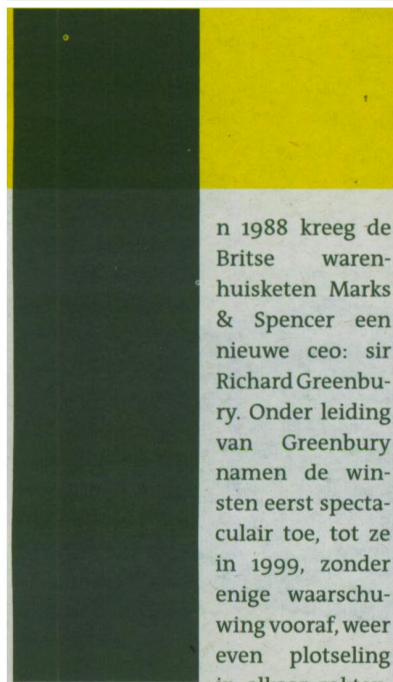 n 1988 kreeg de
Britse waren-
huisketen Marks
& Spencer een
nieuwe ceo: sir
Richard Greenbu-
ry. Onder leiding
van Greenbury
namen de win-
sten eerst specta-
culair toe, tot ze
in 1999, zonder
enige waarschu-
wing vooraf, weer
even plotseling